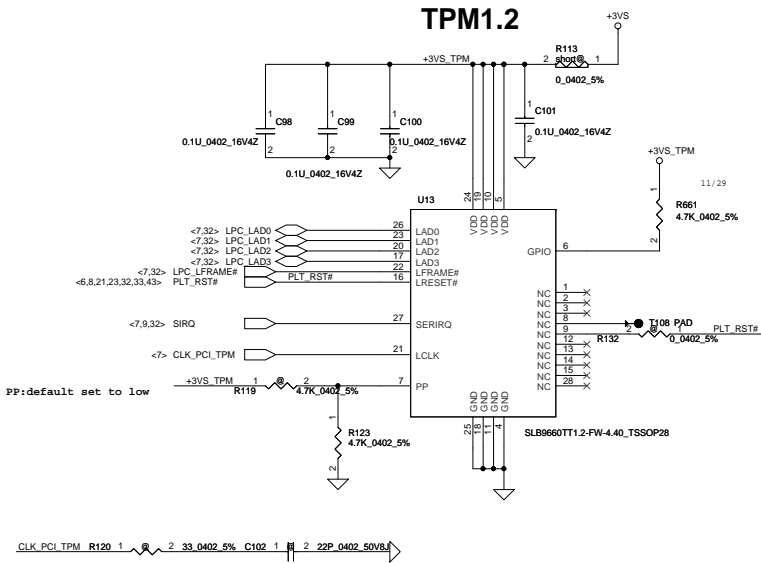 TPM1.2
+3VS
+3VS_TPM
R113
2 short@ 1
0_0402_5%
1 C98
2
0.1U_0402_16V4Z
1 C99
2
0.1U_0402_16V4Z
1 C100
2
0.1U_0402_16V4Z
1 C101
2
0.1U_0402_16V4Z
+3VS_TPM
11/29
1
R661
4.7K_0402_5%
2
U13
24 19 10 5
VDD VDD VDD VDD
<7,32> LPC_LAD0 26 LAD0
<7,32> LPC_LAD1 23 LAD1
<7,32> LPC_LAD2 20 LAD2
<7,32> LPC_LAD3 17 LAD3
<7,32> LPC_LFRAME# 22 LFRAME#
<6,8,21,23,32,33,43> PLT_RST# PLT_RST# 16 LRESET#
<7,9,32> SIRQ 27 SERIRQ
<7> CLK_PCI_TPM 21 LCLK
GPIO 6
NC 1
NC 2
NC 3
NC 8 T108 PAD
NC 9 R132 2 @ 1 PLT_RST#
0_0402_5%
NC 12
NC 13
NC 14
NC 15
NC 28
PP:default set to low
+3VS_TPM 1 @ 2 7 PP
R119 4.7K_0402_5%
1
R123
4.7K_0402_5%
2
GND GND GND GND
25 18 11 4
SLB9660TT1.2-FW-4.40_TSSOP28
CLK_PCI_TPM R120 1 @ 2 33_0402_5% C102 1 @ 2 22P_0402_50V8J